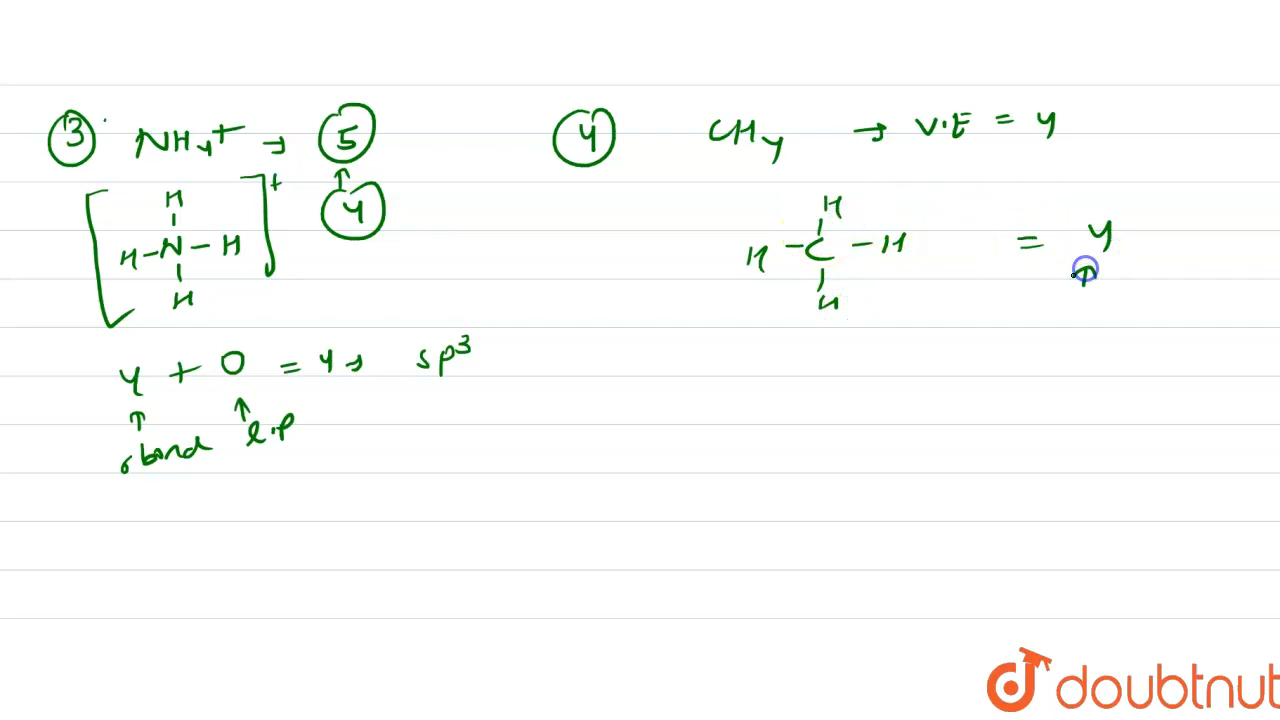 ③ NH4+ → 5
↑
4
[ H ]+
H-N-H
H
4 + 0 = 4 → sp3
↑ ↑
σ bond l.p
④ CH4 → V.E = 4
H
H-C-H = 4
↑
H
doubtnut